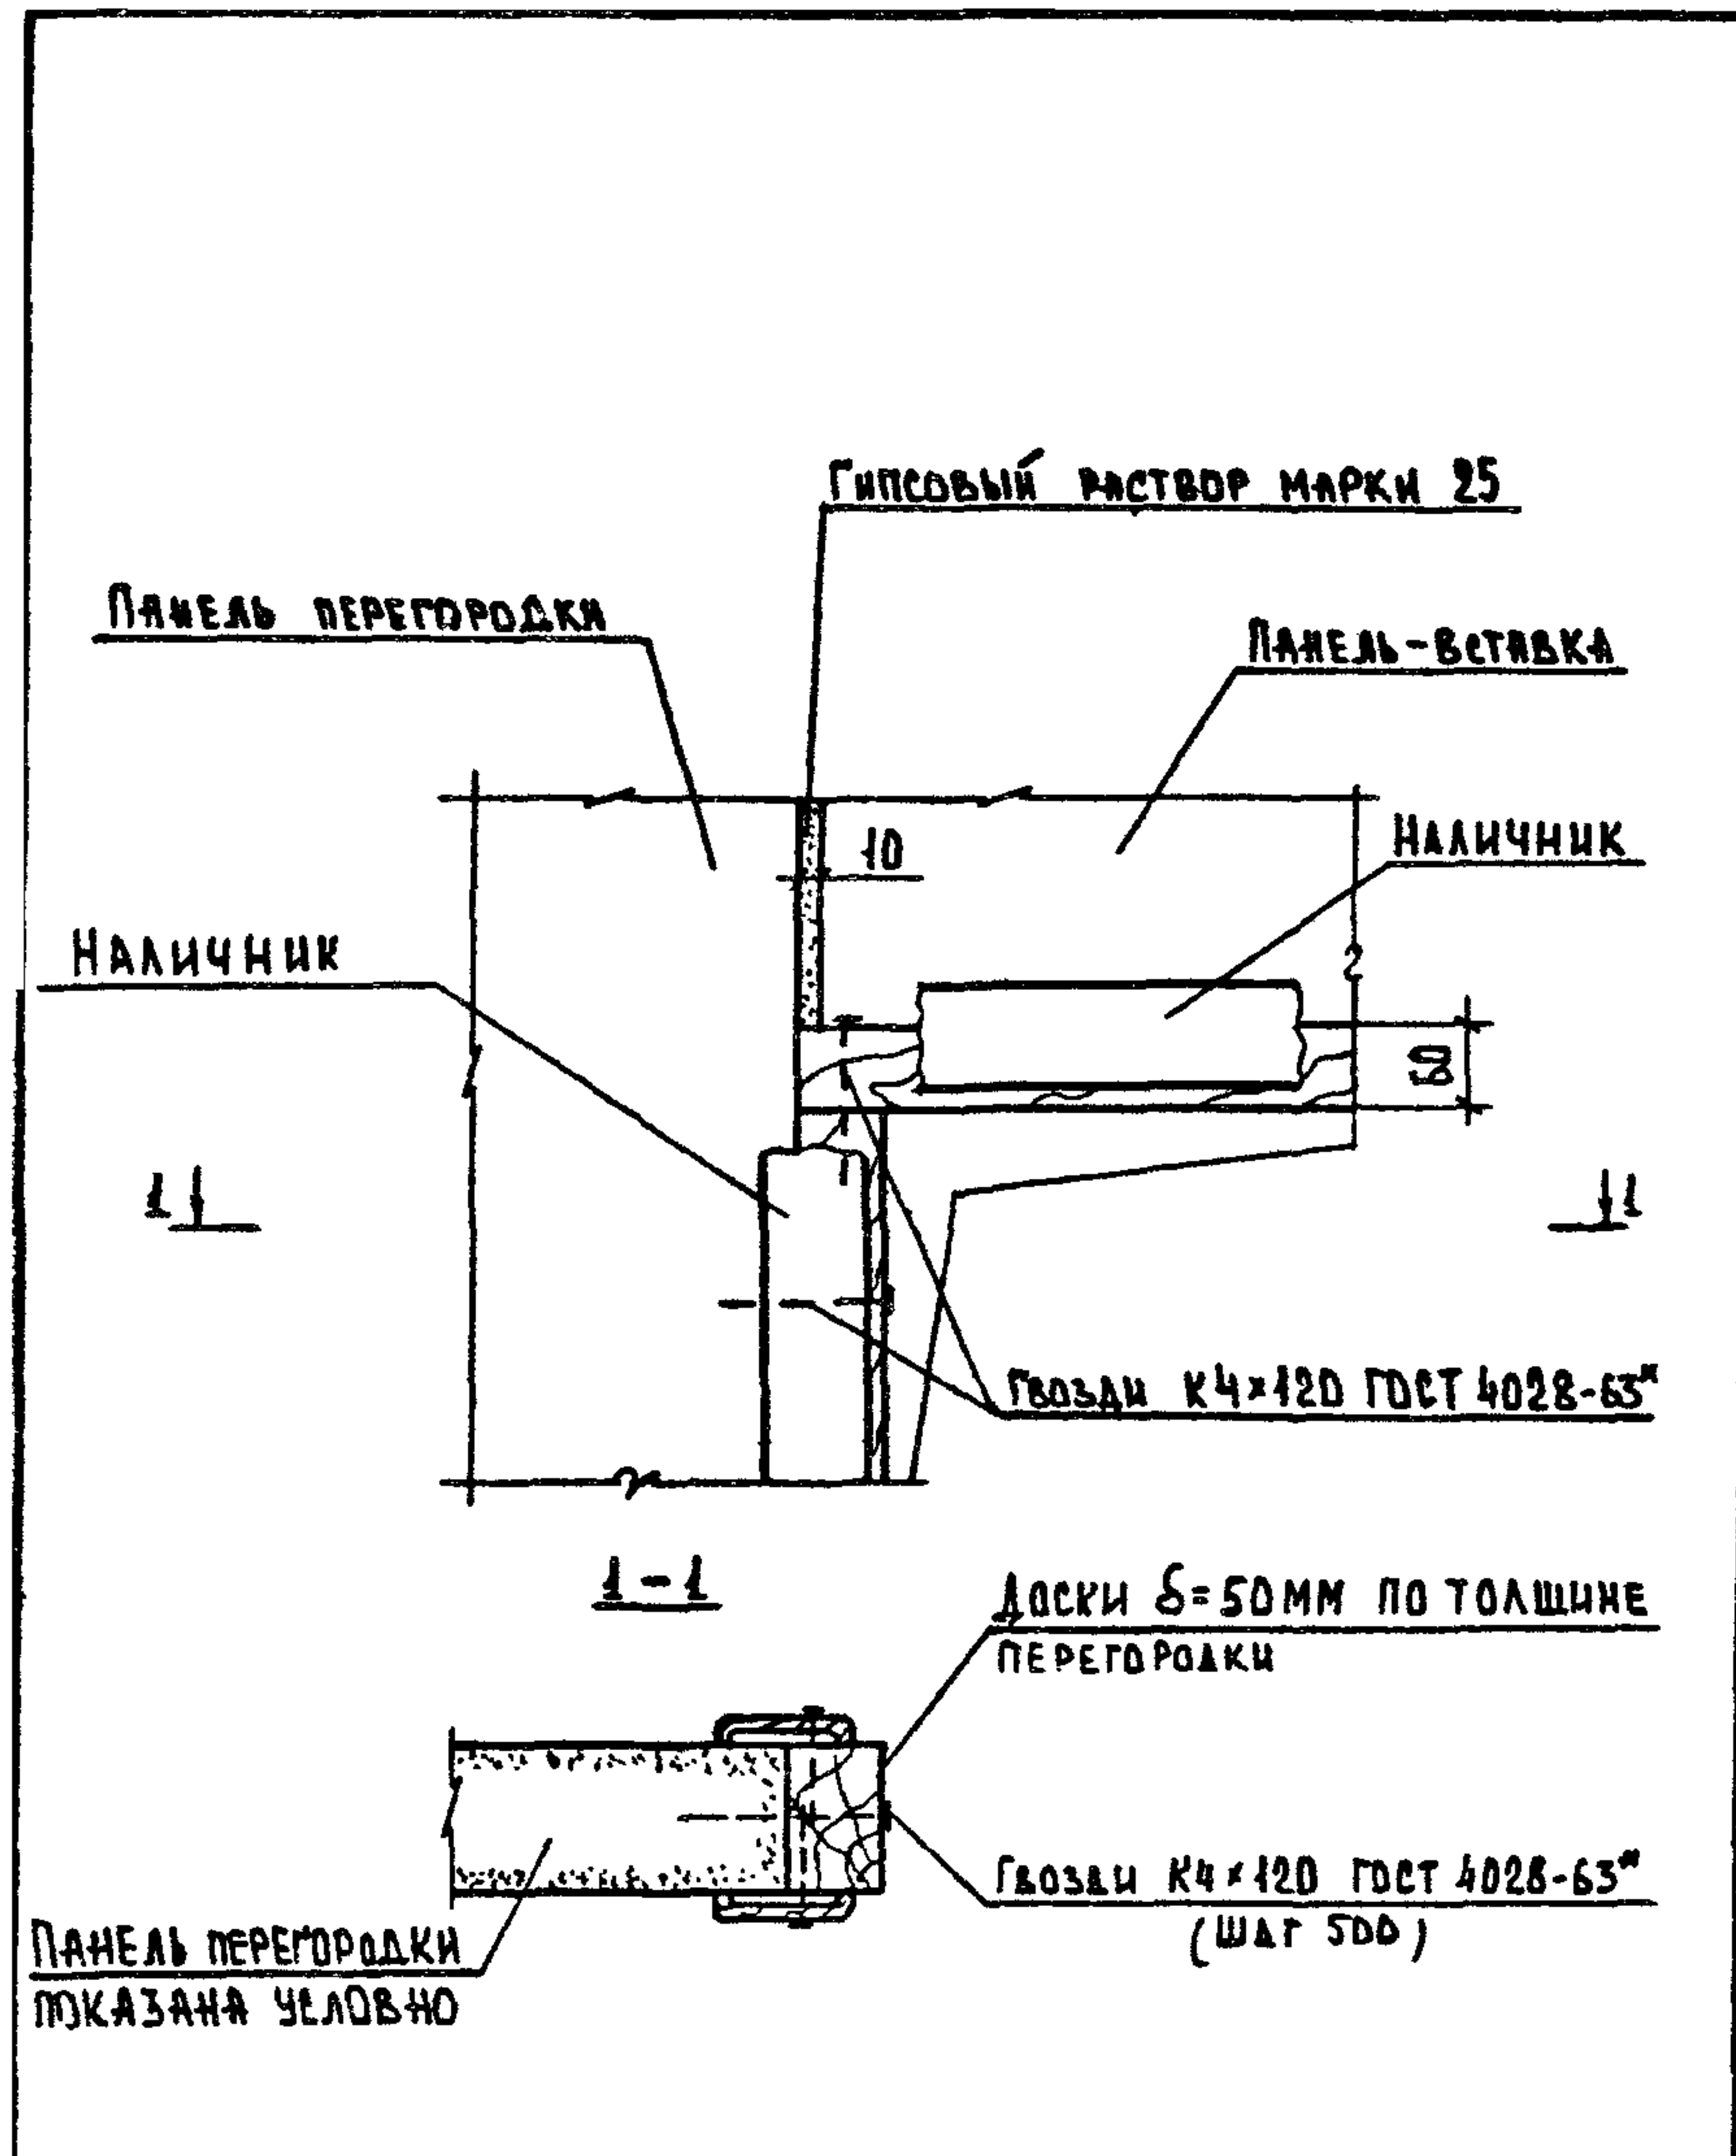 Гипсовый раствор марки 25
Панель перегородки
Панель-вставка
10
Наличник
Наличник
50
1
1
Гвозди К4×120 ГОСТ 4028-63*
1-1
Доски δ=50мм по толщине
перегородки
Гвозди К4×120 ГОСТ 4028-63*
(шаг 500)
Панель перегородки
показана условно